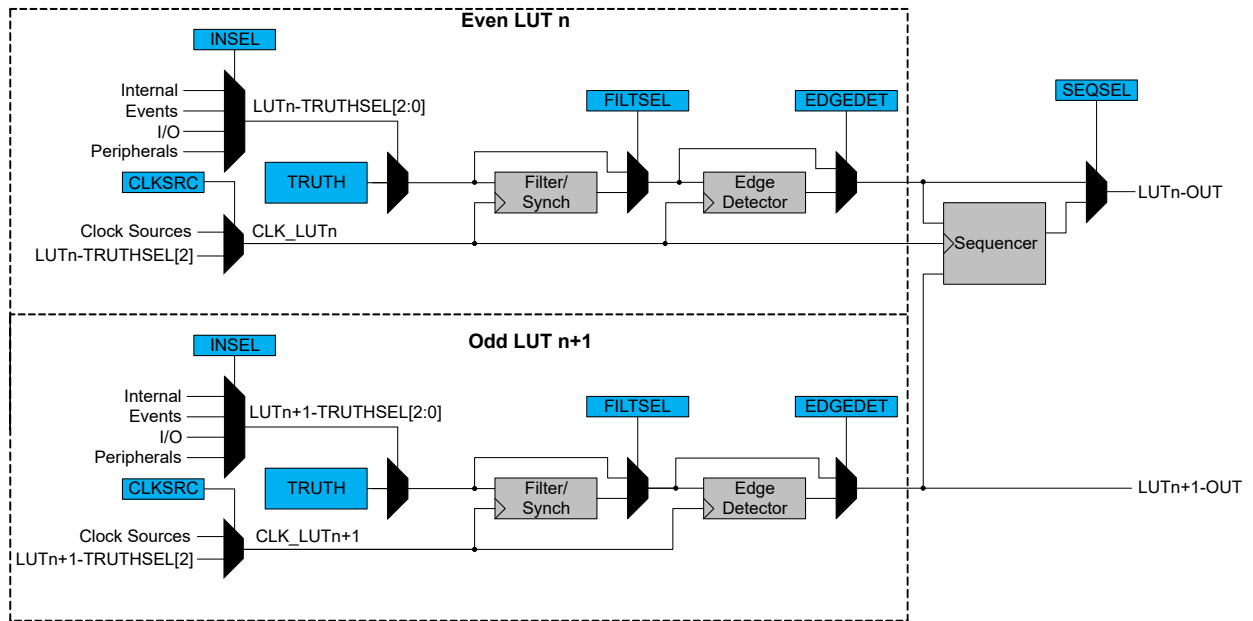 Even LUT n
INSEL
Internal
Events
I/O
Peripherals
LUTn-TRUTHSEL[2:0]
FILTSEL
EDGEDET
SEQSEL
CLKSRC
TRUTH
Filter/
Synch
Edge
Detector
LUTn-OUT
Clock Sources
LUTn-TRUTHSEL[2]
CLK_LUTn
Sequencer
Odd LUT n+1
INSEL
Internal
Events
I/O
Peripherals
LUTn+1-TRUTHSEL[2:0]
FILTSEL
EDGEDET
CLKSRC
TRUTH
Filter/
Synch
Edge
Detector
LUTn+1-OUT
Clock Sources
LUTn+1-TRUTHSEL[2]
CLK_LUTn+1